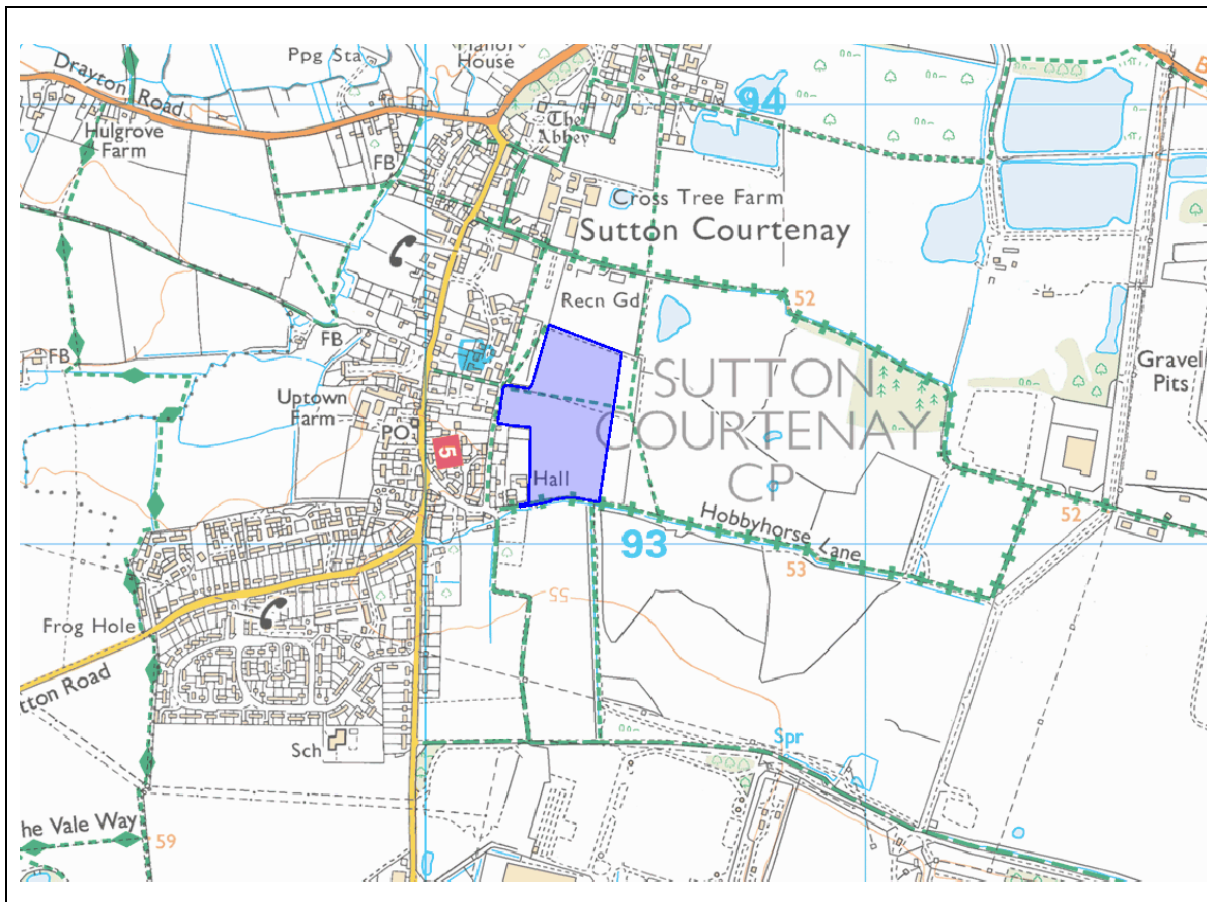 Ppg Sta
Manor
House
Drayton Road
94
The
Abbey
Hulgrove
Farm
FB
Cross Tree Farm
Sutton Courtenay
Recn Gd
52
FB
FB
SUTTON
COURTENAY
CP
Gravel
Pits
Uptown
Farm
PO
5
Hall
Hobbyhorse Lane
52
93
53
55
Frog Hole
tton Road
Sch
Spr
he Vale Way
59